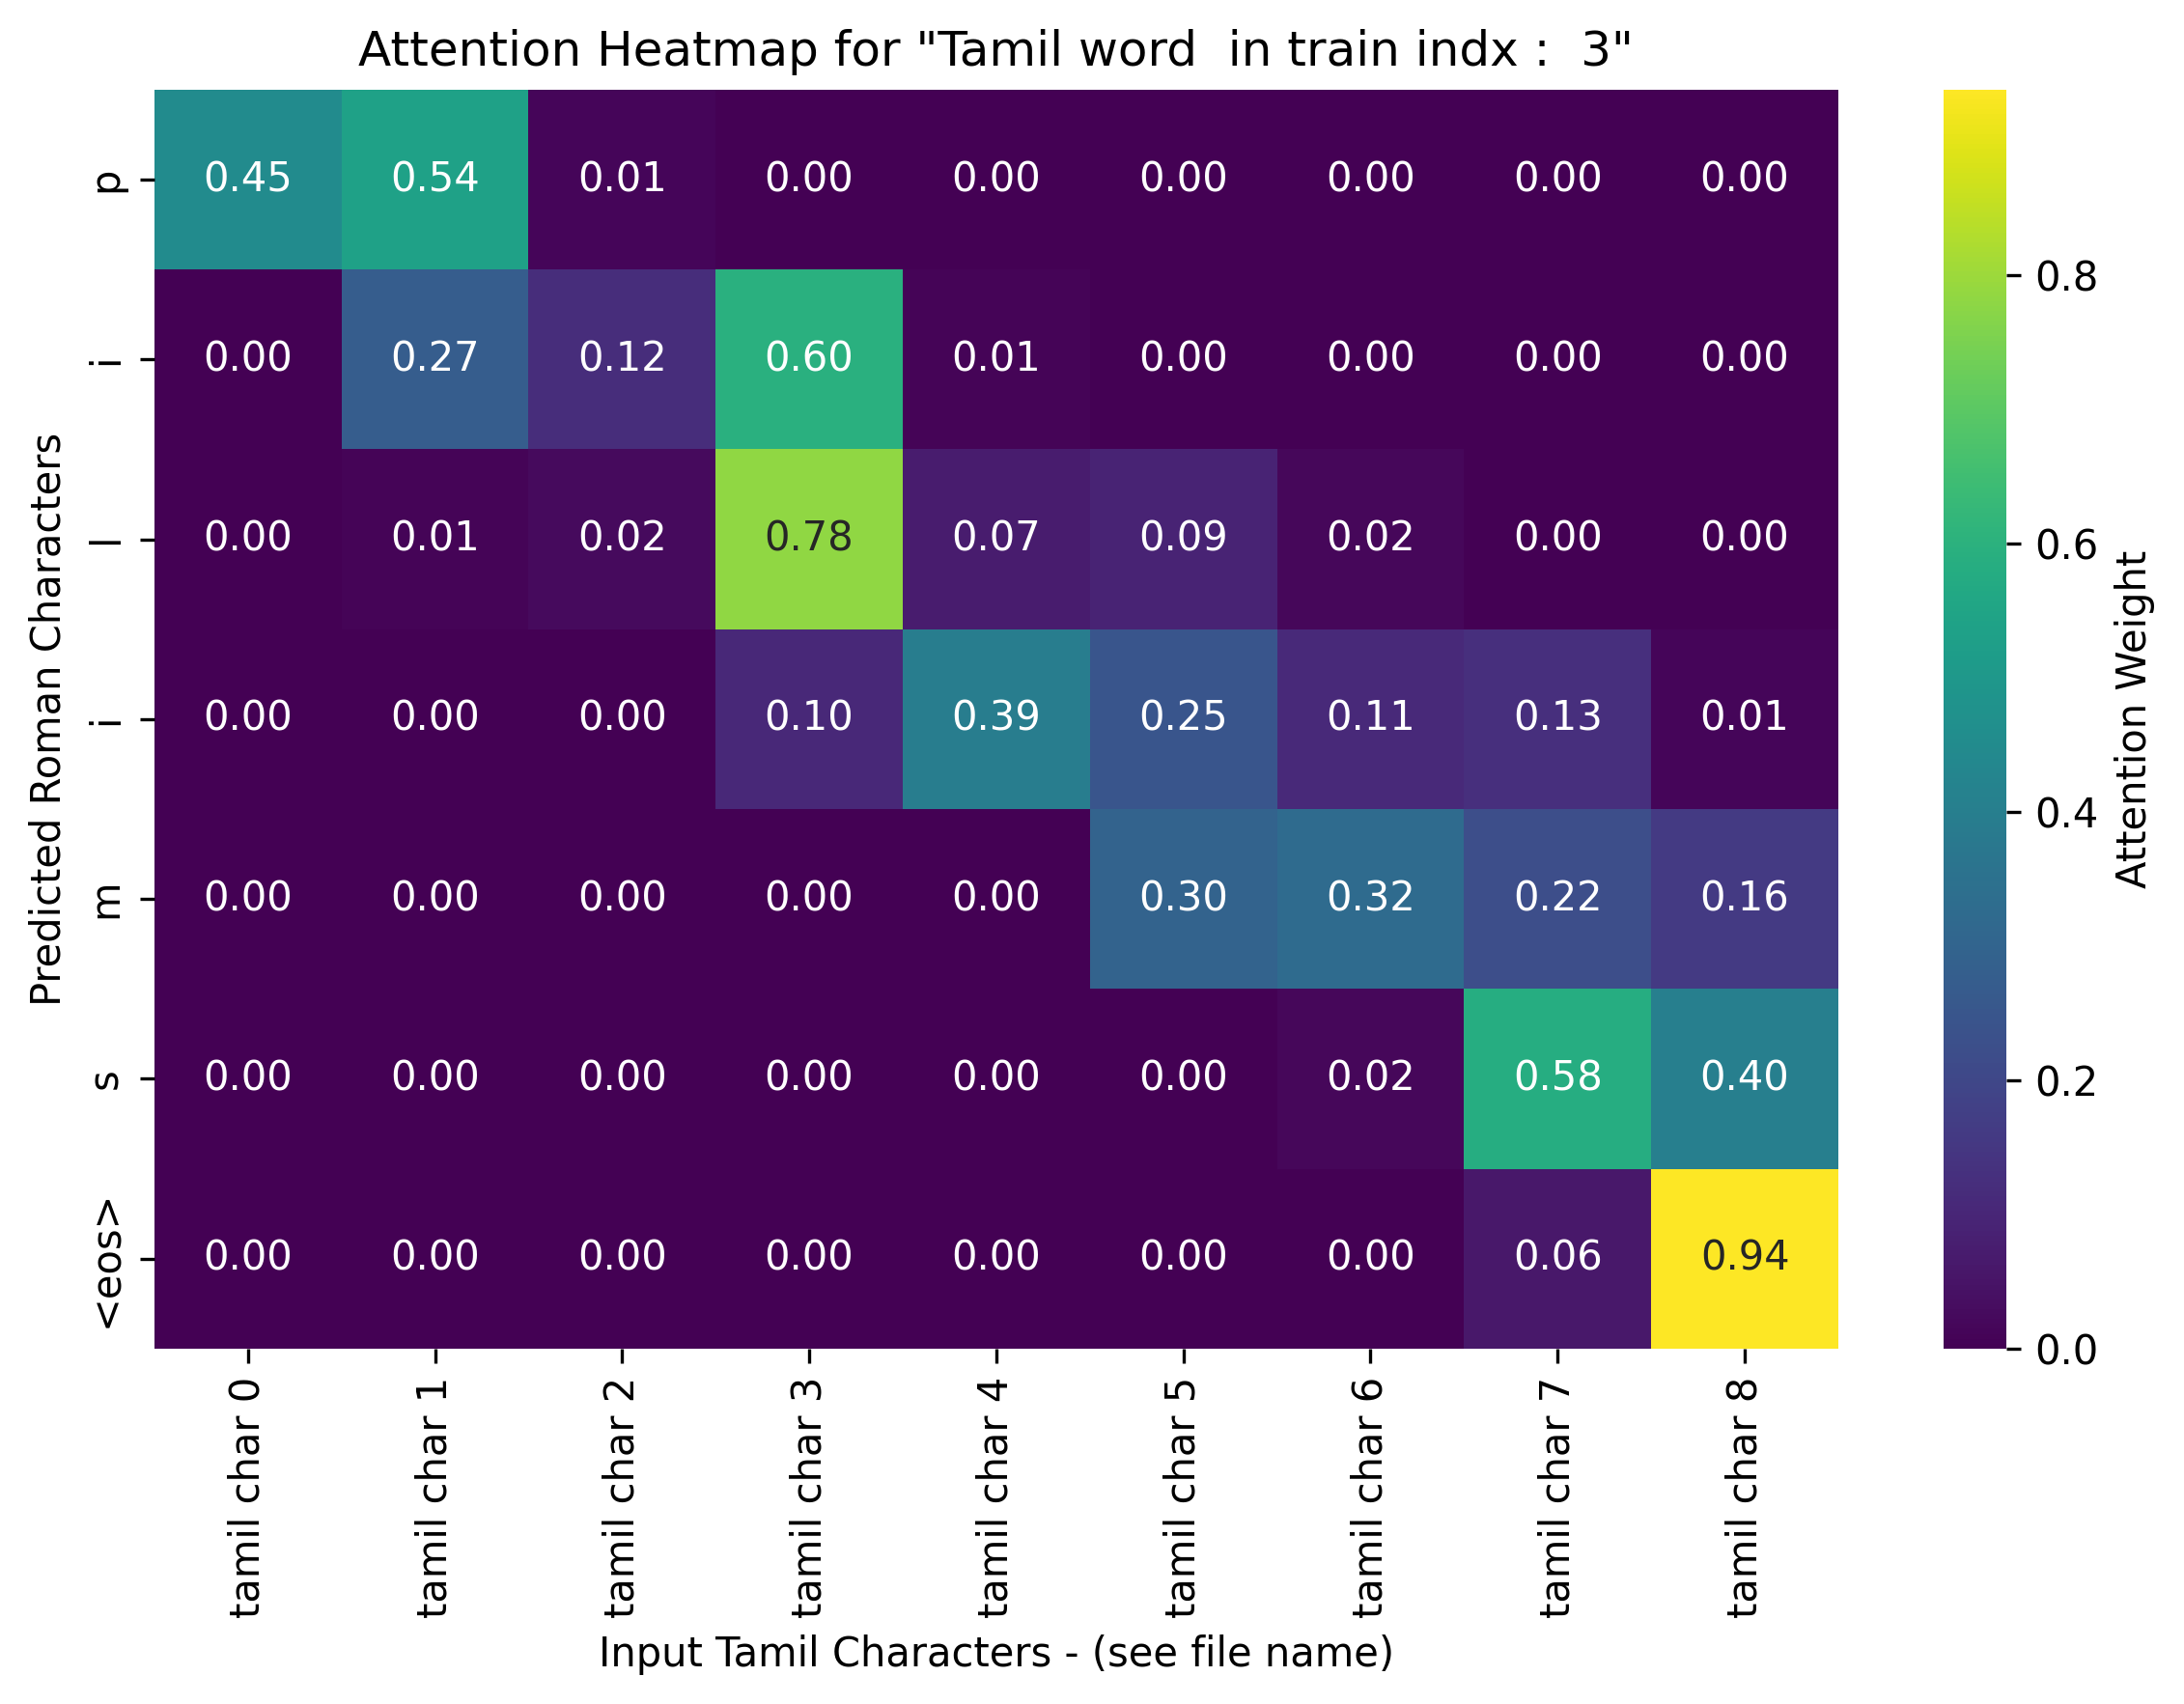 Attention Heatmap for "Tamil word  in train indx :  3"
p 0.45 0.54 0.01 0.00 0.00 0.00 0.00 0.00 0.00
i 0.00 0.27 0.12 0.60 0.01 0.00 0.00 0.00 0.00
l 0.00 0.01 0.02 0.78 0.07 0.09 0.02 0.00 0.00
i 0.00 0.00 0.00 0.10 0.39 0.25 0.11 0.13 0.01
m 0.00 0.00 0.00 0.00 0.00 0.30 0.32 0.22 0.16
s 0.00 0.00 0.00 0.00 0.00 0.00 0.02 0.58 0.40
<eos> 0.00 0.00 0.00 0.00 0.00 0.00 0.00 0.06 0.94
Predicted Roman Characters
tamil char 0
tamil char 1
tamil char 2
tamil char 3
tamil char 4
tamil char 5
tamil char 6
tamil char 7
tamil char 8
Input Tamil Characters - (see file name)
0.8
0.6
0.4
0.2
0.0
Attention Weight